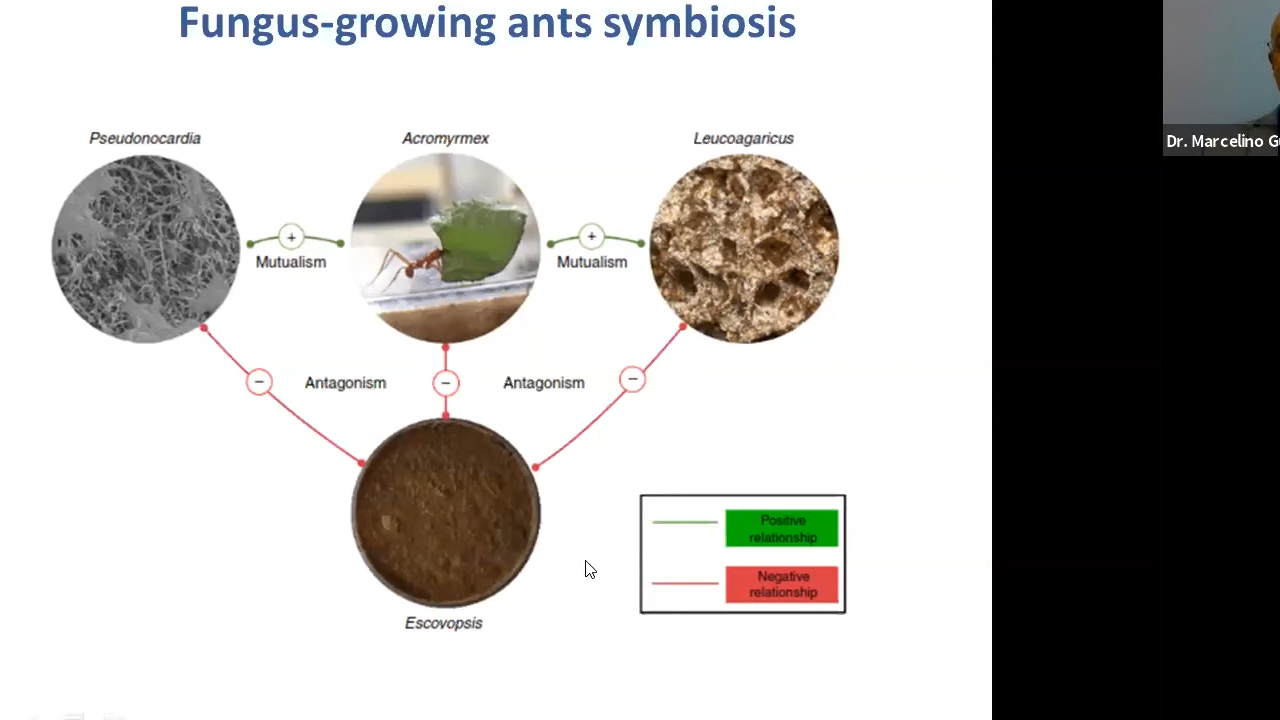 Fungus-growing ants symbiosis
Pseudonocardia
Acromyrmex
Leucoagaricus
+
Mutualism
+
Mutualism
−
Antagonism
−
Antagonism
−
Escovopsis
Positive
relationship
Negative
relationship
Dr. Marcelino